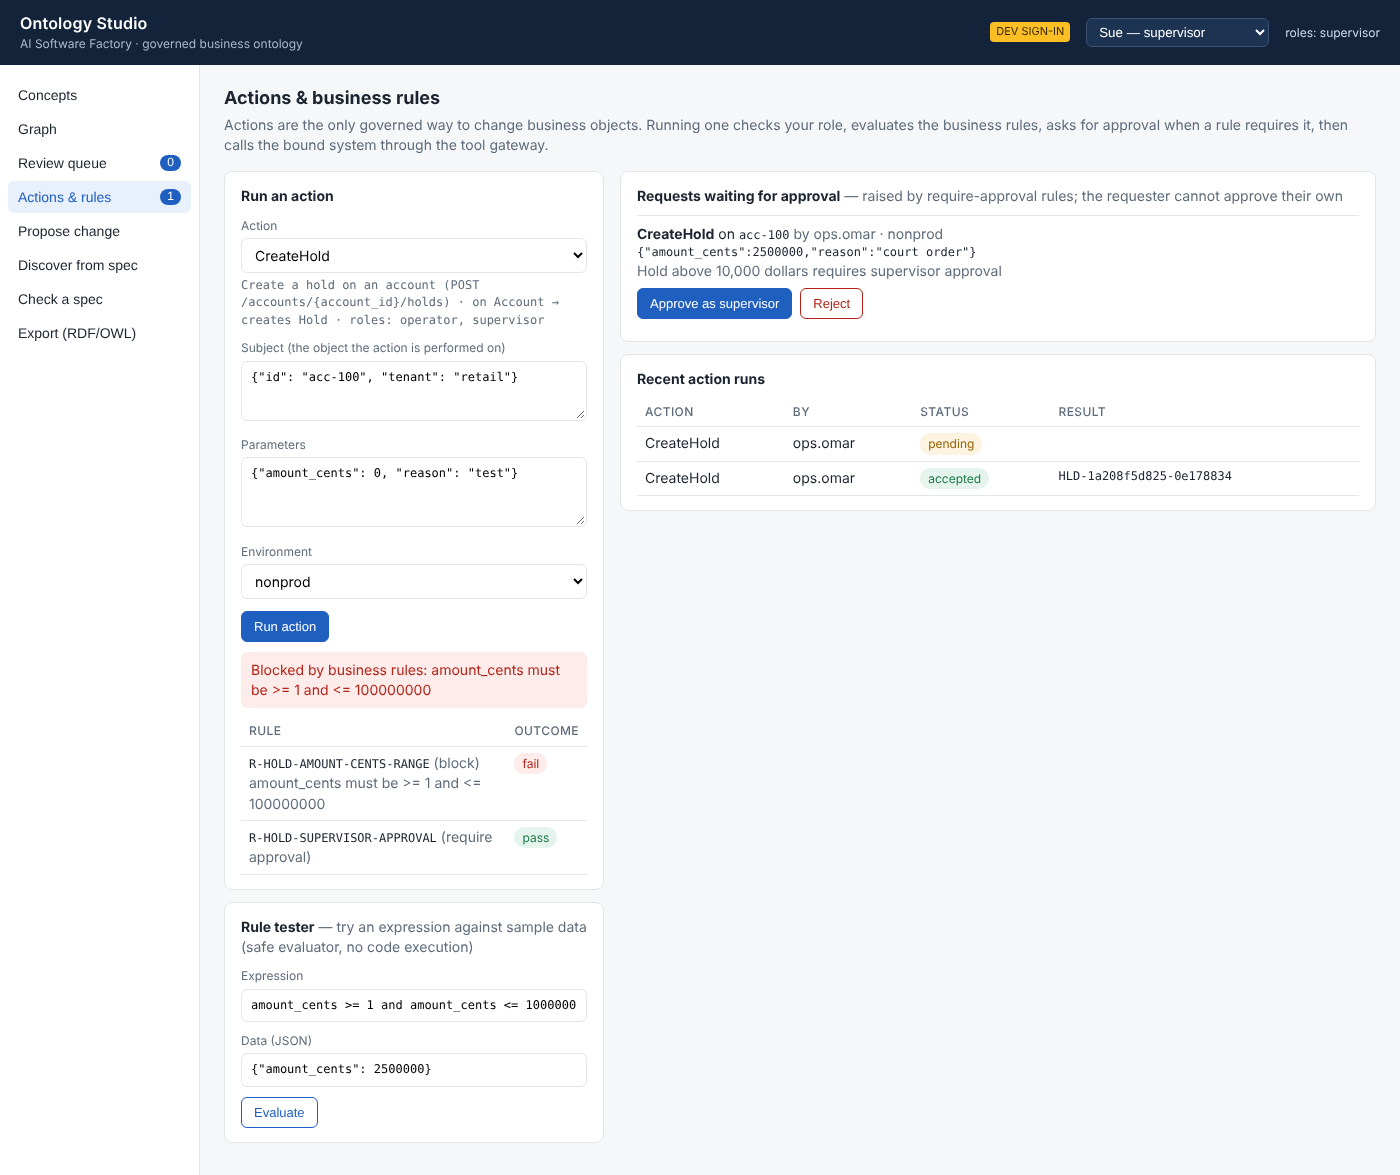 Ontology Studio
AI Software Factory · governed business ontology
DEV SIGN-IN
Sue — supervisor
roles: supervisor
Concepts
Graph
Review queue
0
Actions & rules
1
Propose change
Discover from spec
Check a spec
Export (RDF/OWL)
Actions & business rules
Actions are the only governed way to change business objects. Running one checks your role, evaluates the business rules, asks for approval when a rule requires it, then
calls the bound system through the tool gateway.
Run an action
Action
CreateHold
Create a hold on an account (POST
/accounts/{account_id}/holds) · on Account →
creates Hold · roles: operator, supervisor
Subject (the object the action is performed on)
{"id": "acc-100", "tenant": "retail"}
Parameters
{"amount_cents": 0, "reason": "test"}
Environment
nonprod
Run action
Blocked by business rules: amount_cents must
be >= 1 and <= 100000000
RULE OUTCOME
R-HOLD-AMOUNT-CENTS-RANGE (block) fail
amount_cents must be >= 1 and <=
100000000
R-HOLD-SUPERVISOR-APPROVAL (require pass
approval)
Rule tester — try an expression against sample data
(safe evaluator, no code execution)
Expression
amount_cents >= 1 and amount_cents <= 1000000
Data (JSON)
{"amount_cents": 2500000}
Evaluate
Requests waiting for approval — raised by require-approval rules; the requester cannot approve their own
CreateHold on acc-100 by ops.omar · nonprod
{"amount_cents":2500000,"reason":"court order"}
Hold above 10,000 dollars requires supervisor approval
Approve as supervisor
Reject
Recent action runs
ACTION BY STATUS RESULT
CreateHold ops.omar pending
CreateHold ops.omar accepted HLD-1a208f5d825-0e178834